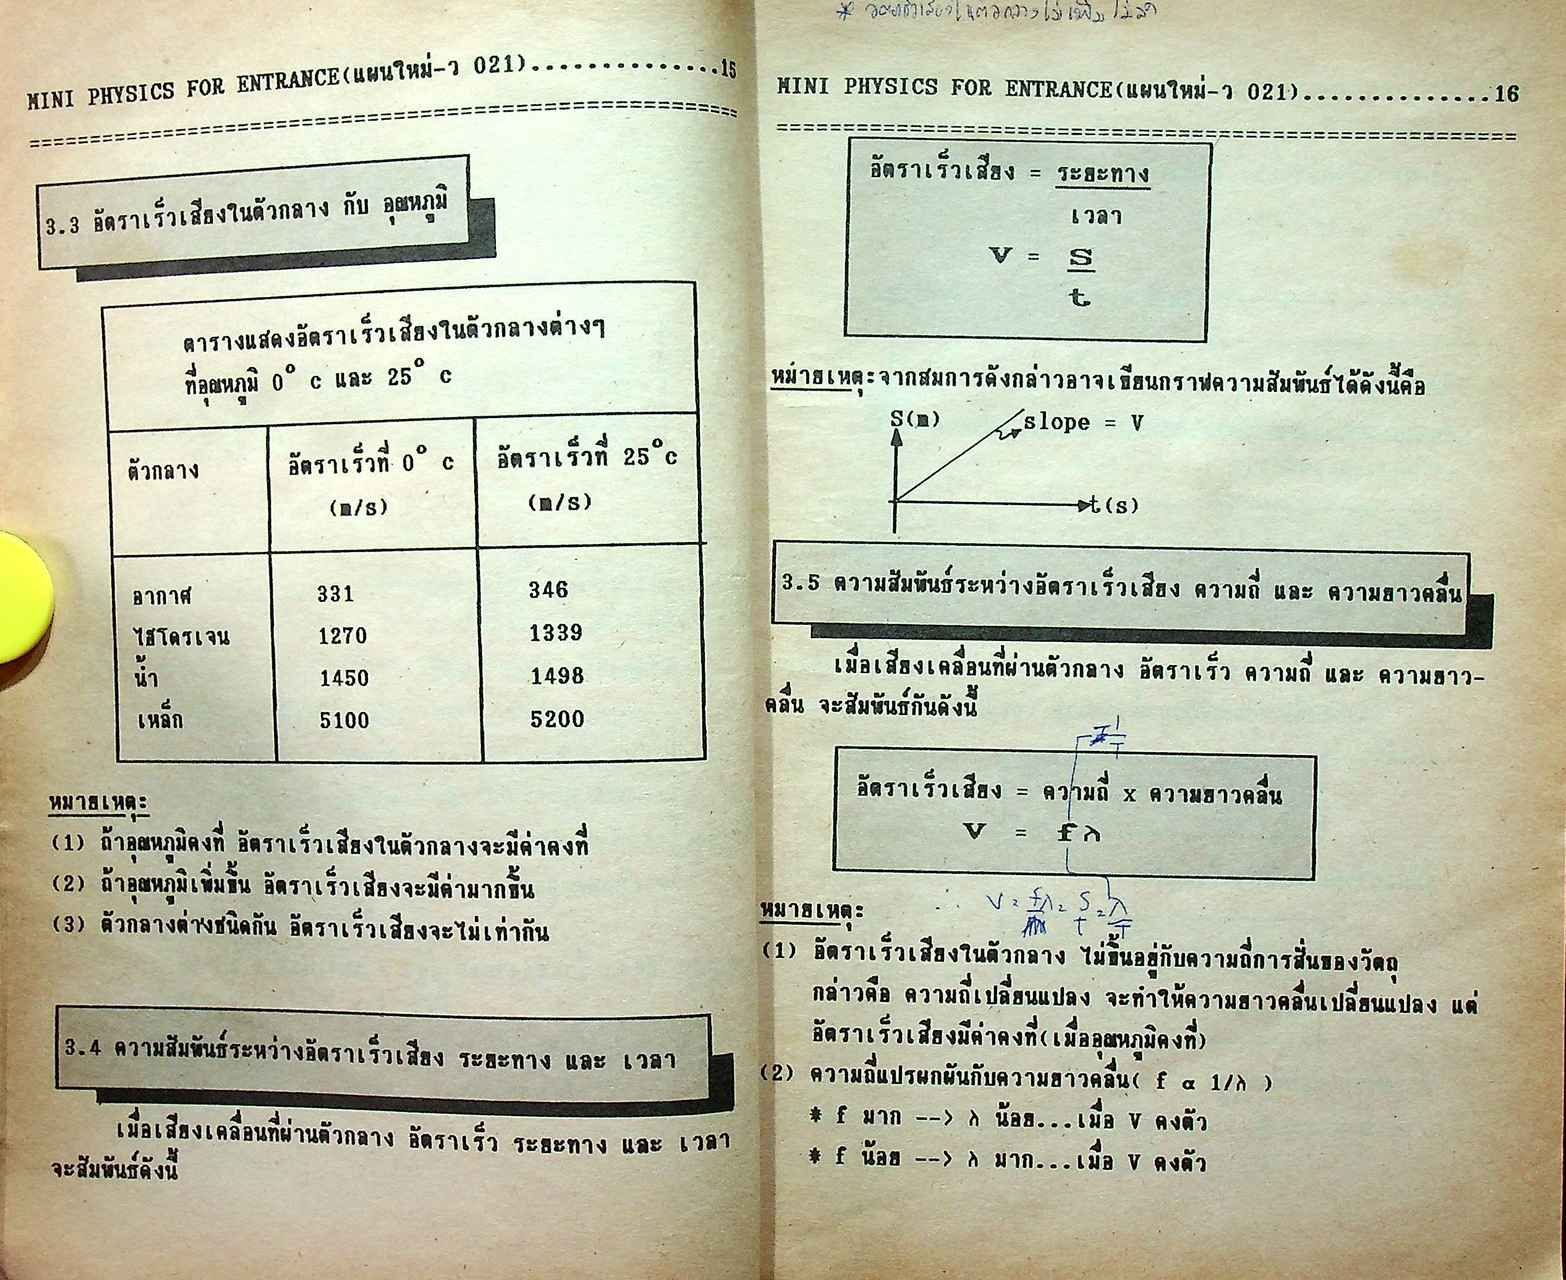 MINI PHYSICS FOR ENTRANCE(แผนใหม่-ว 021)...............15
=====================================================
3.3 อัตราเร็วเสียงในตัวกลาง กับ อุณหภูมิ
ตารางแสดงอัตราเร็วเสียงในตัวกลางต่างๆ
ที่อุณหภูมิ 0° c และ 25° c
ตัวกลาง อัตราเร็วที่ 0° c อัตราเร็วที่ 25°c
(m/s) (m/s)
อากาศ 331 346
ไฮโดรเจน 1270 1339
น้ำ 1450 1498
เหล็ก 5100 5200
หมายเหตุ:
(1) ถ้าอุณหภูมิคงที่ อัตราเร็วเสียงในตัวกลางจะมีค่าคงที่
(2) ถ้าอุณหภูมิเพิ่มขึ้น อัตราเร็วเสียงจะมีค่ามากขึ้น
(3) ตัวกลางต่างชนิดกัน อัตราเร็วเสียงจะไม่เท่ากัน
3.4 ความสัมพันธ์ระหว่างอัตราเร็วเสียง ระยะทาง และ เวลา
เมื่อเสียงเคลื่อนที่ผ่านตัวกลาง อัตราเร็ว ระยะทาง และ เวลา
จะสัมพันธ์ดังนี้
MINI PHYSICS FOR ENTRANCE(แผนใหม่-ว 021)...............16
=====================================================
อัตราเร็วเสียง = ระยะทาง
เวลา
V = S
t
หมายเหตุ:จากสมการดังกล่าวอาจเขียนกราฟความสัมพันธ์ได้ดังนี้คือ
S(m) slope = V
t(s)
3.5 ความสัมพันธ์ระหว่างอัตราเร็วเสียง ความถี่ และ ความยาวคลื่น
เมื่อเสียงเคลื่อนที่ผ่านตัวกลาง อัตราเร็ว ความถี่ และ ความยาว-
คลื่น จะสัมพันธ์กันดังนี้
1
T
อัตราเร็วเสียง = ความถี่ x ความยาวคลื่น
V = fλ
∴ V = fλ = S = λ
t T
หมายเหตุ:
(1) อัตราเร็วเสียงในตัวกลาง ไม่ขึ้นอยู่กับความถี่การสั่นของวัตถุ
กล่าวคือ ความถี่เปลี่ยนแปลง จะทำให้ความยาวคลื่นเปลี่ยนแปลง แต่
อัตราเร็วเสียงมีค่าคงที่(เมื่ออุณหภูมิคงที่)
(2) ความถี่แปรผกผันกับความยาวคลื่น( f α 1/λ )
* f มาก --> λ น้อย...เมื่อ V คงตัว
* f น้อย --> λ มาก...เมื่อ V คงตัว